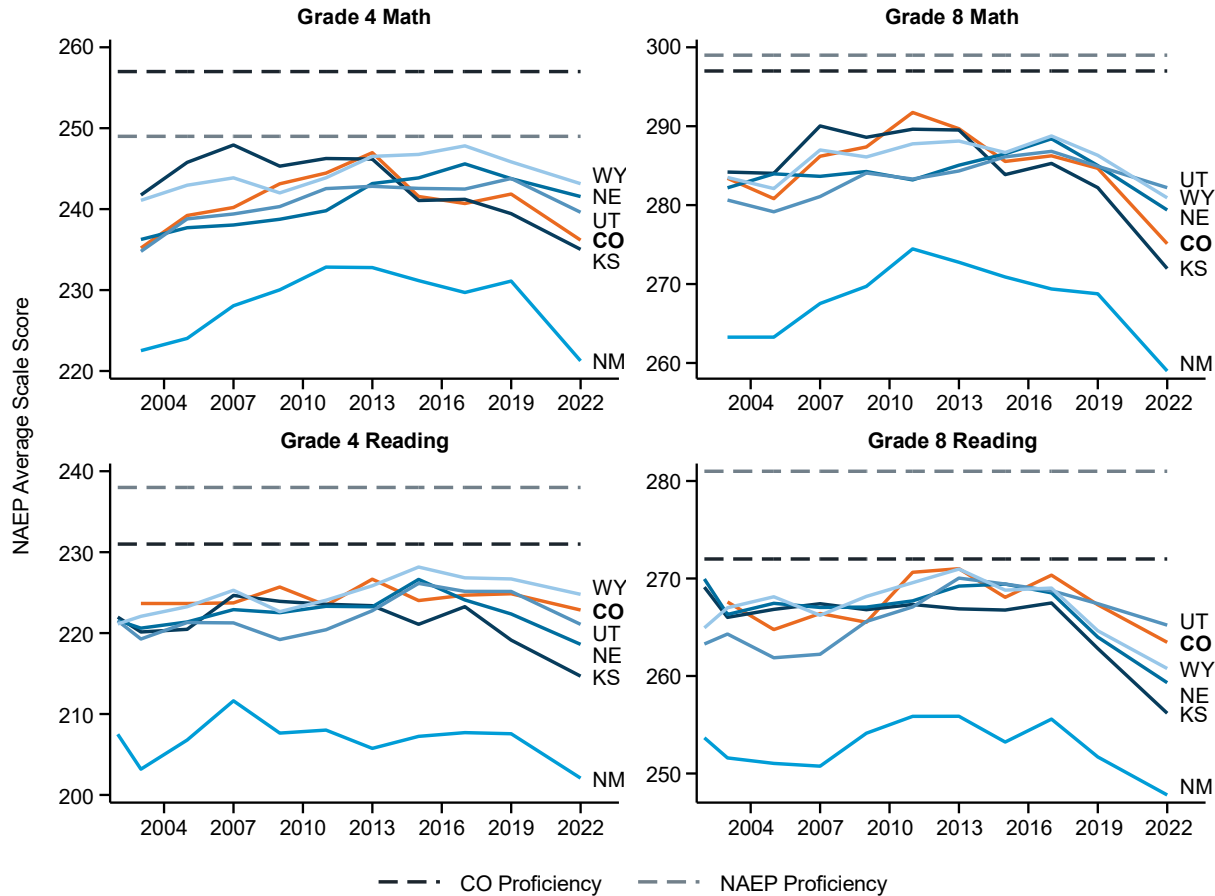 Grade 4 Math
260
250
240
230
220
WY
NE
UT
CO
KS
NM
2004 2007 2010 2013 2016 2019 2022
Grade 8 Math
300
290
280
270
260
UT
WY
NE
CO
KS
NM
2004 2007 2010 2013 2016 2019 2022
NAEP Average Scale Score
Grade 4 Reading
240
230
220
210
200
WY
CO
UT
NE
KS
NM
2004 2007 2010 2013 2016 2019 2022
Grade 8 Reading
280
270
260
250
UT
CO
WY
NE
KS
NM
2004 2007 2010 2013 2016 2019 2022
CO Proficiency NAEP Proficiency